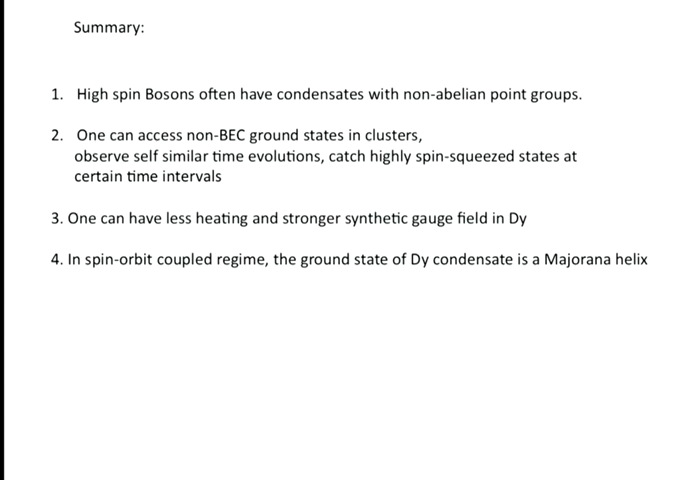 Summary:
1. High spin Bosons often have condensates with non-abelian point groups.
2. One can access non-BEC ground states in clusters,
observe self similar time evolutions, catch highly spin-squeezed states at
certain time intervals
3. One can have less heating and stronger synthetic gauge field in Dy
4. In spin-orbit coupled regime, the ground state of Dy condensate is a Majorana helix